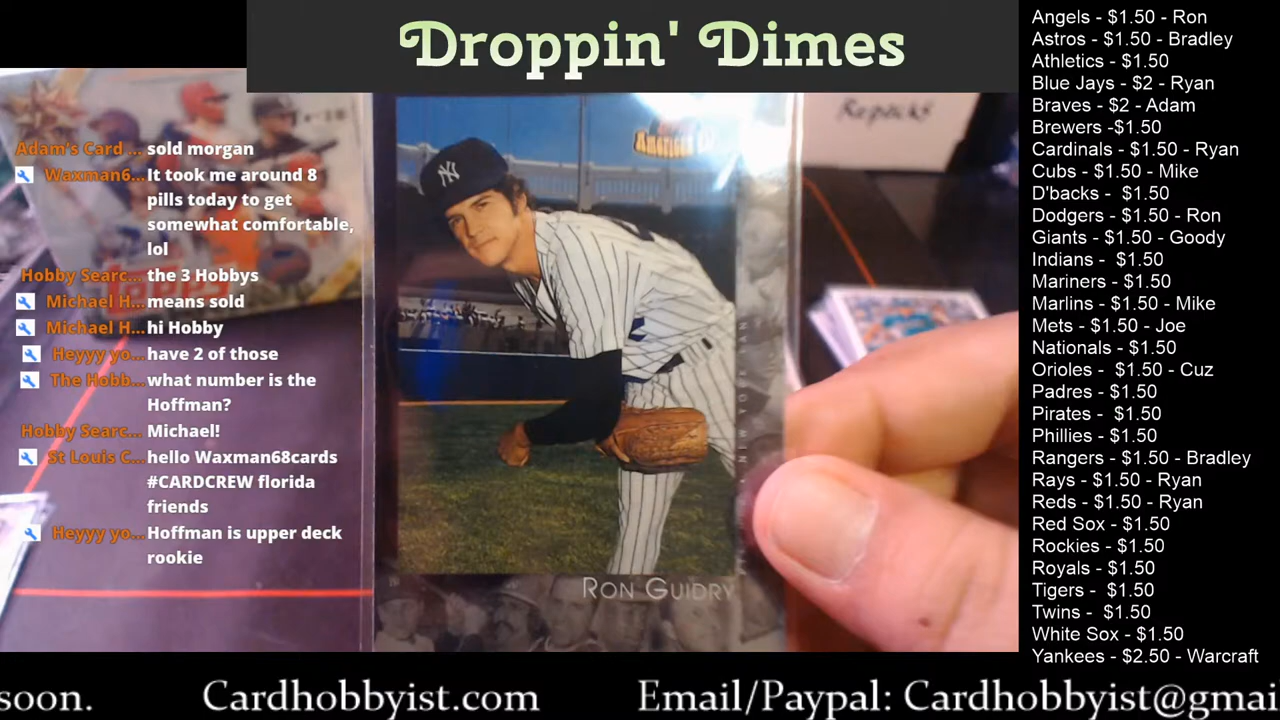 Droppin' Dimes
Repacks
Adam's Card ... sold morgan
Waxman6... It took me around 8
pills today to get
somewhat comfortable,
lol
Hobby Searc... the 3 Hobbys
Michael H... means sold
Michael H... hi Hobby
Heyyy yo... have 2 of those
The Hobb... what number is the
Hoffman?
Hobby Searc... Michael!
St Louis C... hello Waxman68cards
#CARDCREW florida
friends
Heyyy yo... Hoffman is upper deck
rookie
American
NY
RON GUIDRY
Angels - $1.50 - Ron
Astros - $1.50 - Bradley
Athletics - $1.50
Blue Jays - $2 - Ryan
Braves - $2 - Adam
Brewers -$1.50
Cardinals - $1.50 - Ryan
Cubs - $1.50 - Mike
D'backs - $1.50
Dodgers - $1.50 - Ron
Giants - $1.50 - Goody
Indians - $1.50
Mariners - $1.50
Marlins - $1.50 - Mike
Mets - $1.50 - Joe
Nationals - $1.50
Orioles - $1.50 - Cuz
Padres - $1.50
Pirates - $1.50
Phillies - $1.50
Rangers - $1.50 - Bradley
Rays - $1.50 - Ryan
Reds - $1.50 - Ryan
Red Sox - $1.50
Rockies - $1.50
Royals - $1.50
Tigers - $1.50
Twins - $1.50
White Sox - $1.50
Yankees - $2.50 - Warcraft
soon. Cardhobbyist.com Email/Paypal: Cardhobbyist@gmai